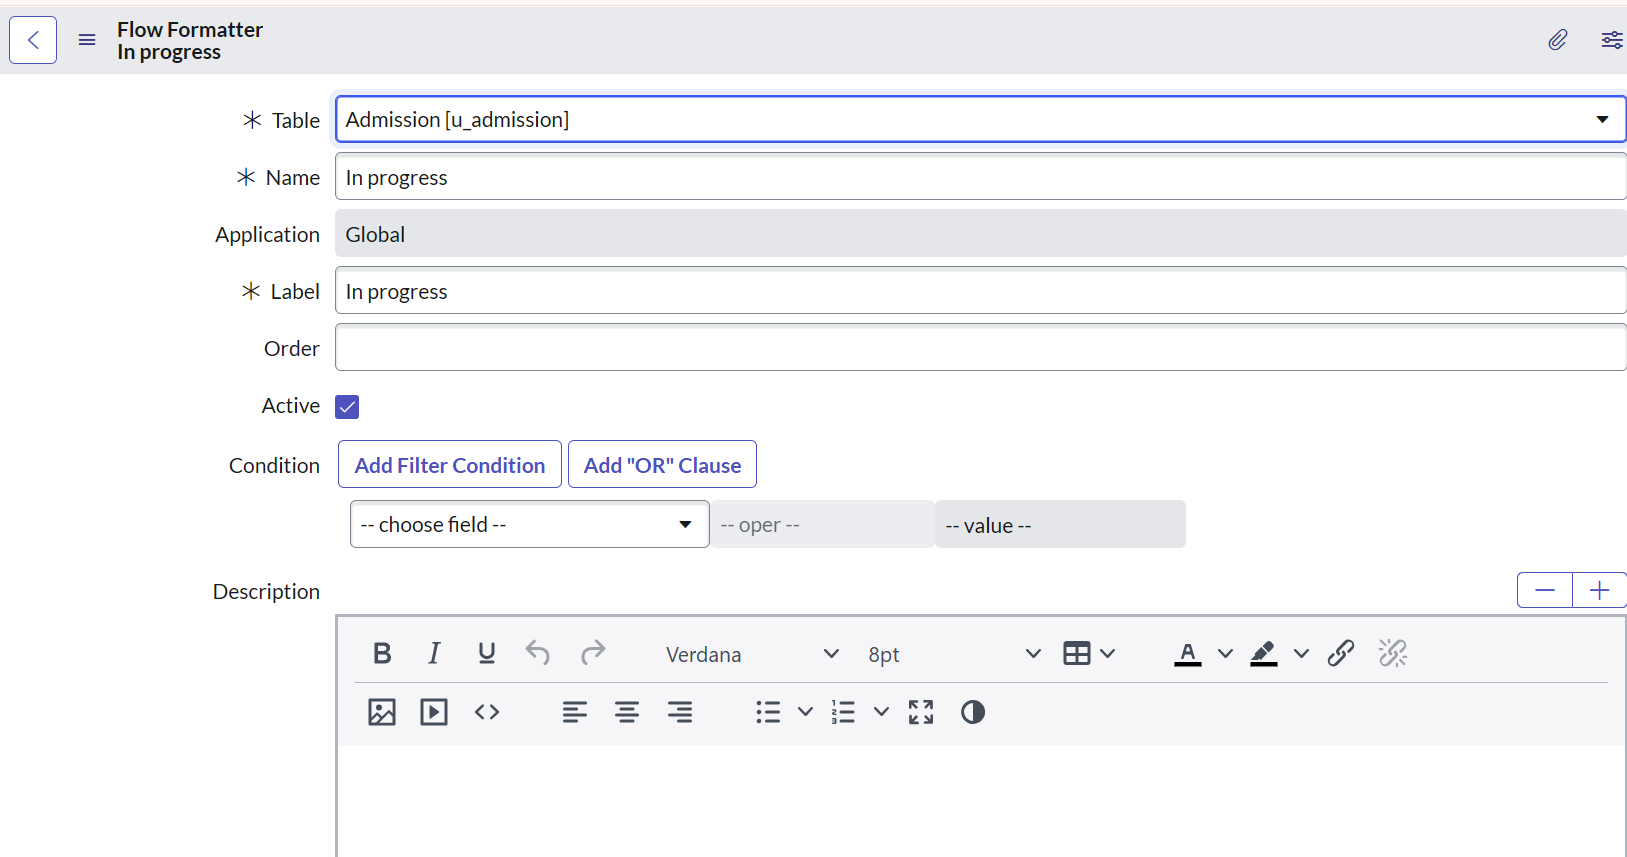 Flow Formatter
In progress
Table
Admission [u_admission]
Name
In progress
Application
Global
Label
In progress
Order
Active
Condition
Add Filter Condition
Add "OR" Clause
-- choose field --
-- oper --
-- value --
Description
B I U
Verdana
8pt
A